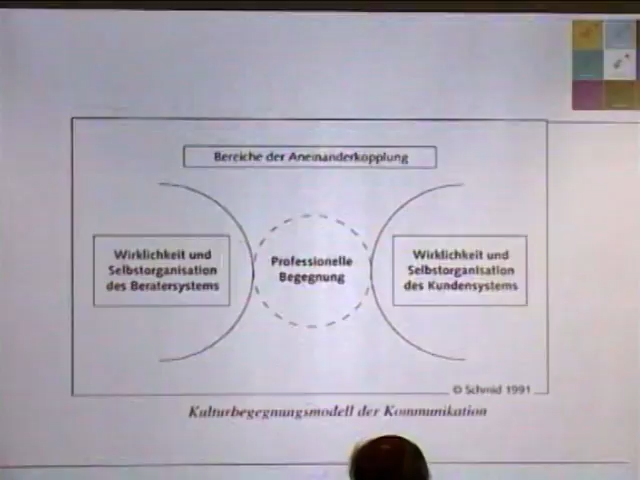 Bereiche der Aneinanderkopplung
Wirklichkeit und
Selbstorganisation
des Beratersystems
Professionelle
Begegnung
Wirklichkeit und
Selbstorganisation
des Kundensystems
© Schmid 1991
Kulturbegegnungsmodell der Kommunikation